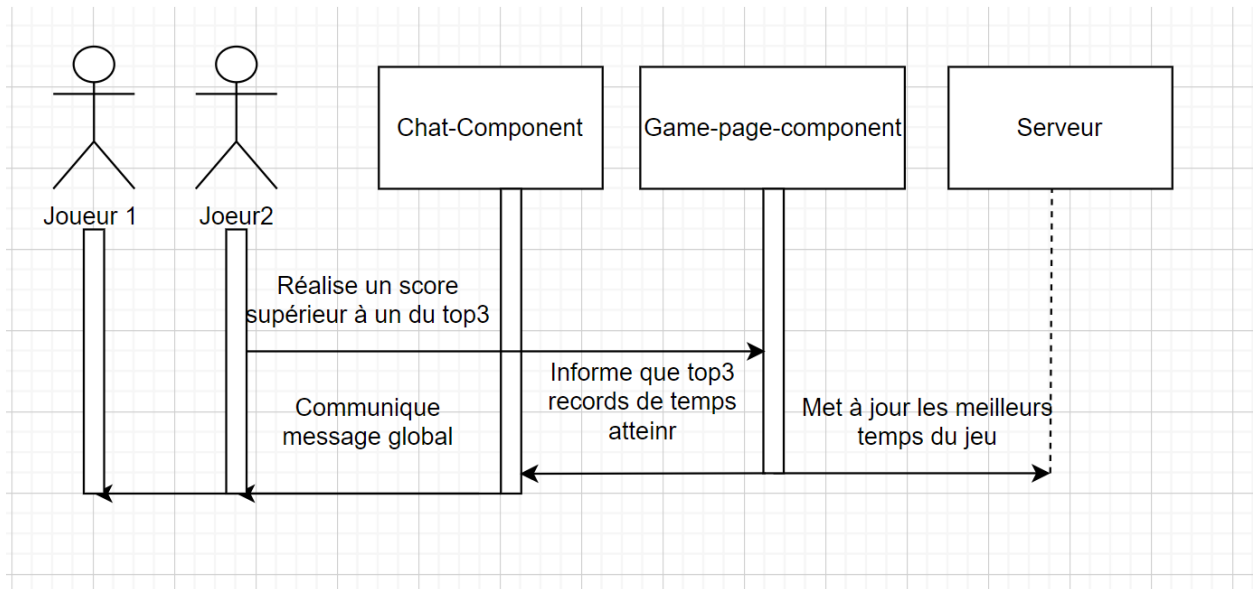 Chat-Component
Game-page-component
Serveur
Joueur 1
Joeur2
Réalise un score
supérieur à un du top3
Informe que top3
records de temps
atteinr
Communique
message global
Met à jour les meilleurs
temps du jeu